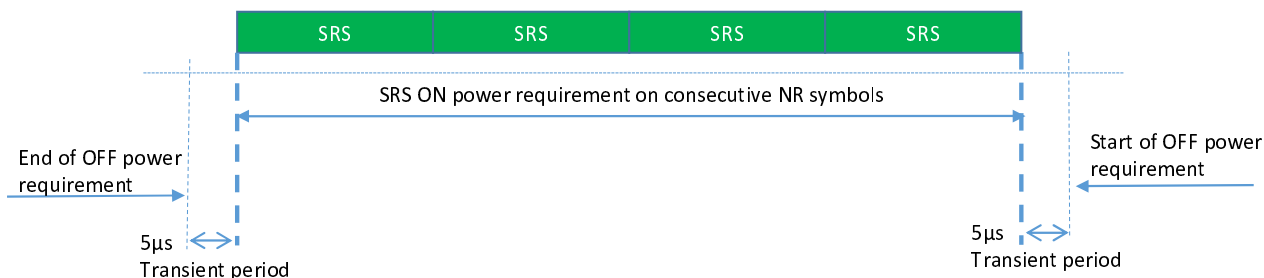 SRS SRS SRS SRS
SRS ON power requirement on consecutive NR symbols
End of OFF power
requirement
Start of OFF power
requirement
5µs
Transient period
5µs
Transient period